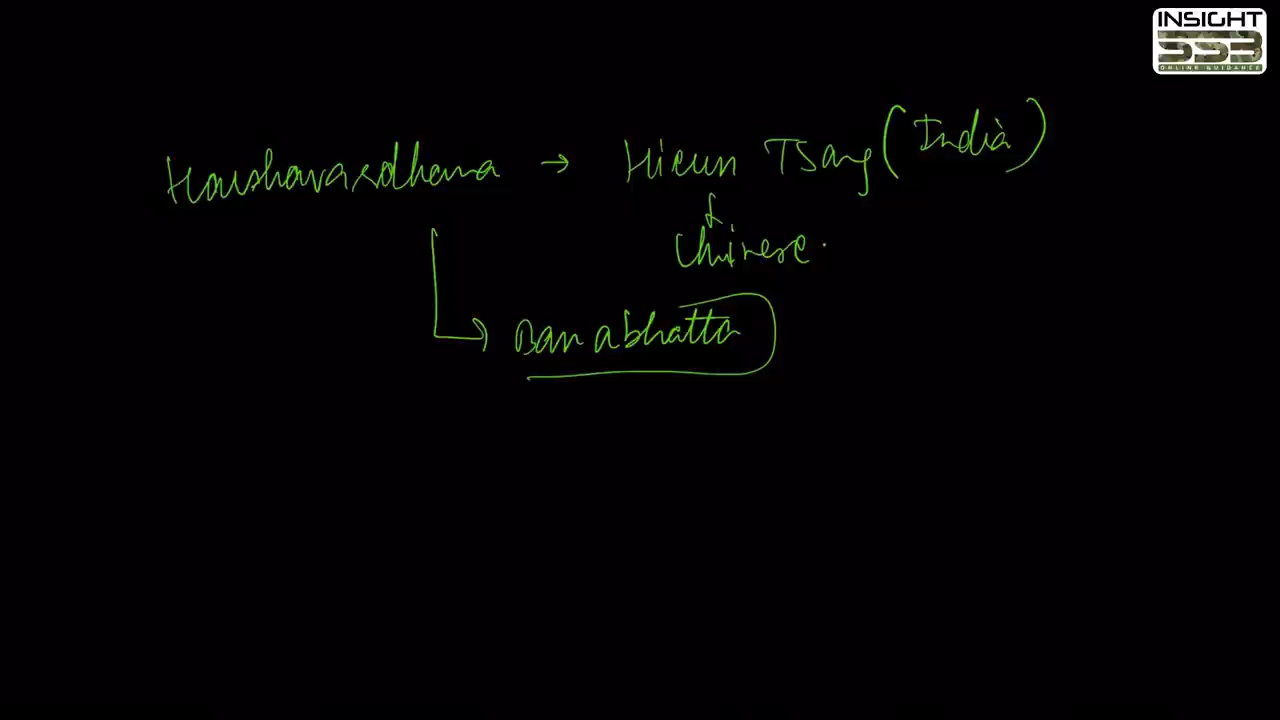 INSIGHT
SSB
ONLINE GUIDANCE
Harshavardhana → Hieun Tsang (India)
Chinese.
Banabhatta